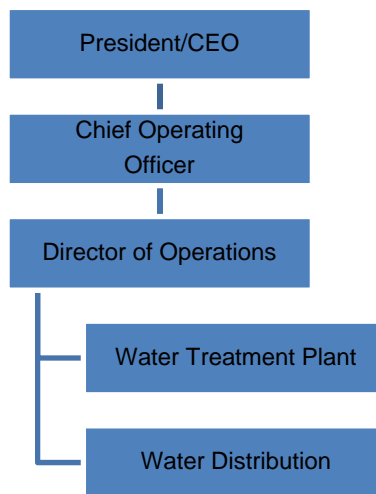 President/CEO
Chief Operating
Officer
Director of Operations
Water Treatment Plant
Water Distribution